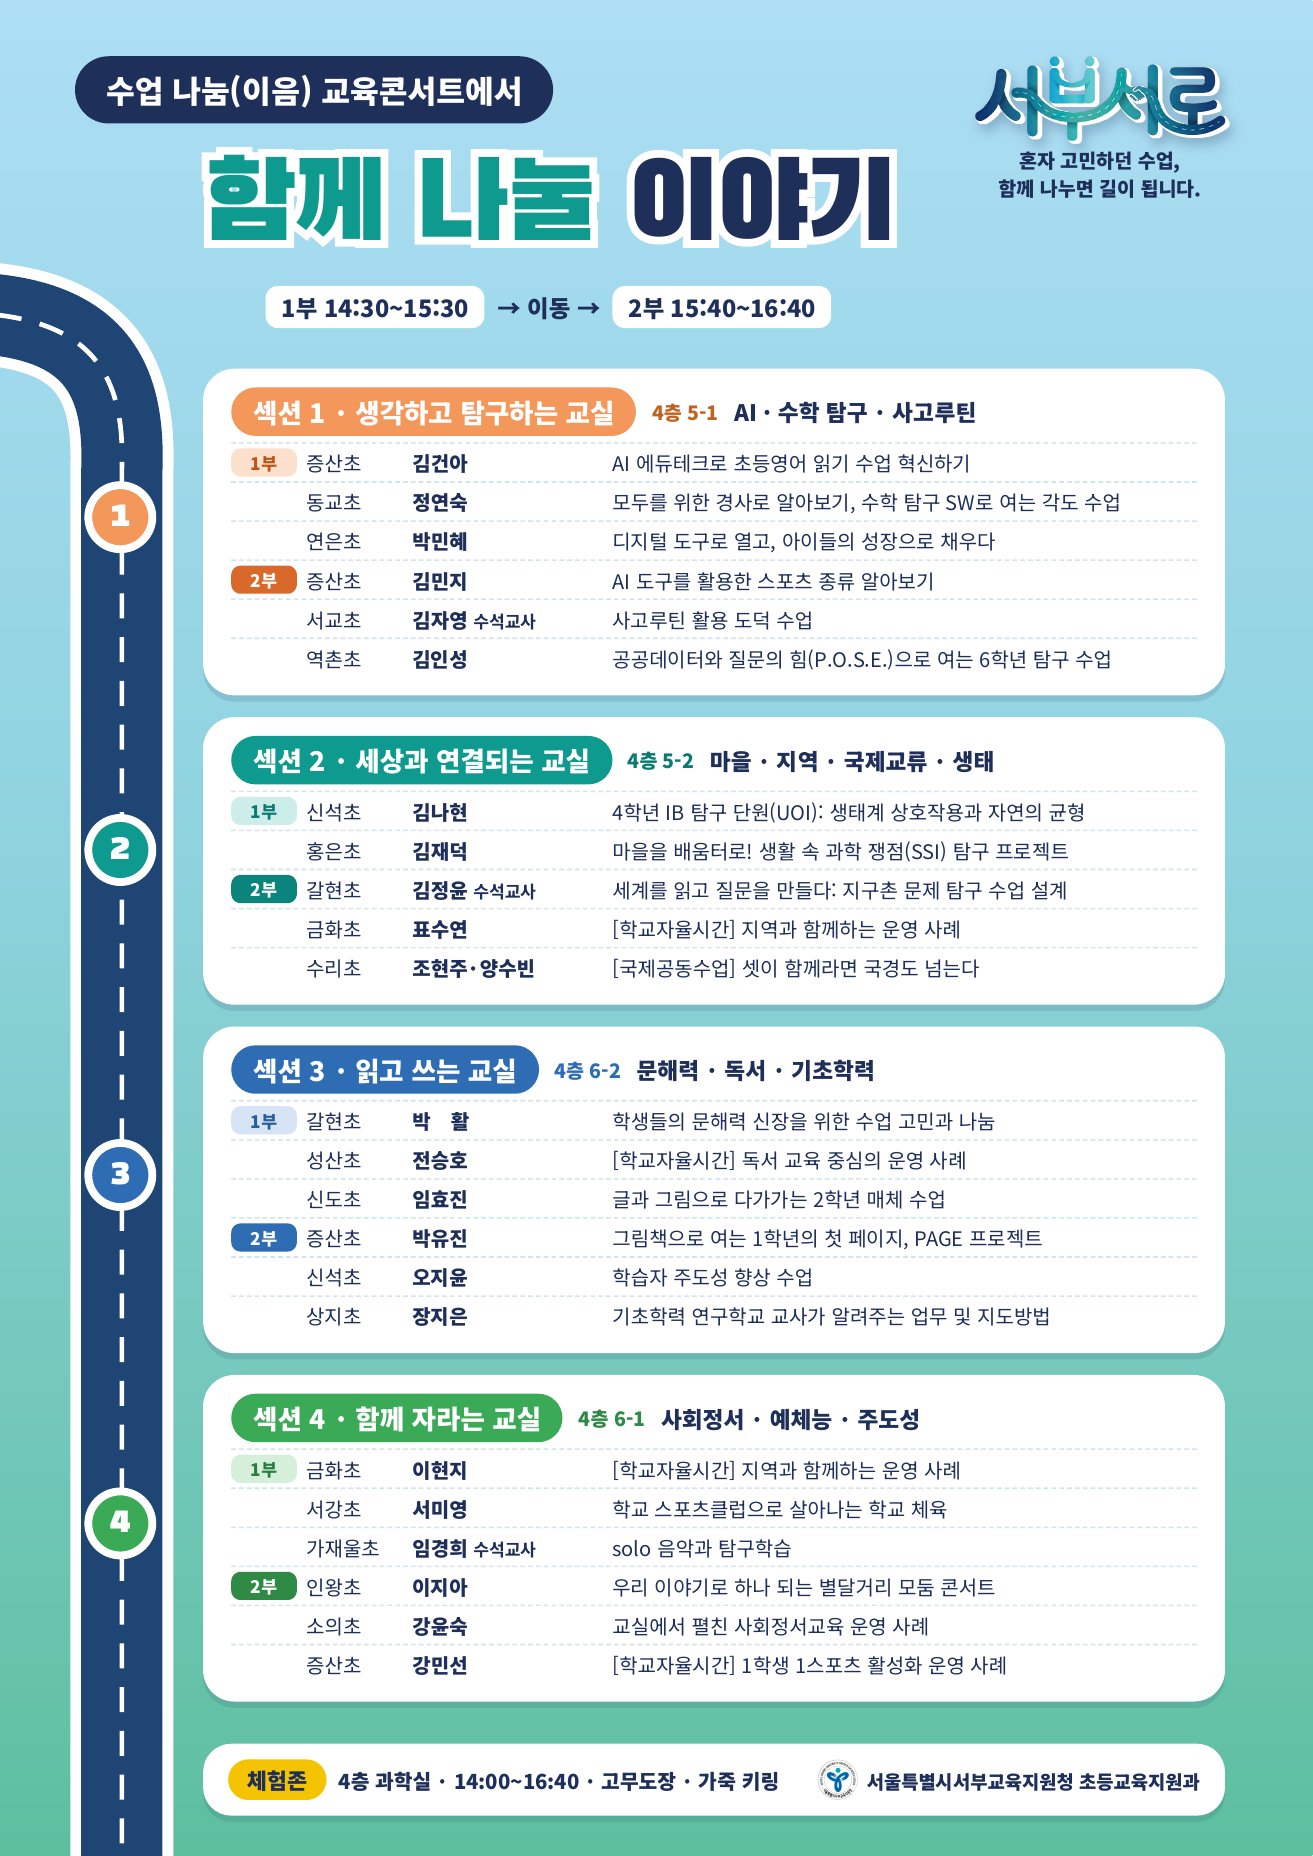 수업 나눔(이음) 교육콘서트에서
서부서로
혼자 고민하던 수업,
함께 나누면 길이 됩니다.
함께 나눌 이야기
1부 14:30~15:30 → 이동 → 2부 15:40~16:40
섹션 1 · 생각하고 탐구하는 교실 4층 5-1 AI · 수학 탐구 · 사고루틴
1부 증산초 김건아 AI 에듀테크로 초등영어 읽기 수업 혁신하기
동교초 정연숙 모두를 위한 경사로 알아보기, 수학 탐구 SW로 여는 각도 수업
연은초 박민혜 디지털 도구로 열고, 아이들의 성장으로 채우다
2부 증산초 김민지 AI 도구를 활용한 스포츠 종류 알아보기
서교초 김자영 수석교사 사고루틴 활용 도덕 수업
역촌초 김인성 공공데이터와 질문의 힘(P.O.S.E.)으로 여는 6학년 탐구 수업
1
섹션 2 · 세상과 연결되는 교실 4층 5-2 마을 · 지역 · 국제교류 · 생태
1부 신석초 김나현 4학년 IB 탐구 단원(UOI): 생태계 상호작용과 자연의 균형
홍은초 김재덕 마을을 배움터로! 생활 속 과학 쟁점(SSI) 탐구 프로젝트
2부 갈현초 김정윤 수석교사 세계를 읽고 질문을 만들다: 지구촌 문제 탐구 수업 설계
금화초 표수연 [학교자율시간] 지역과 함께하는 운영 사례
수리초 조현주·양수빈 [국제공동수업] 셋이 함께라면 국경도 넘는다
2
섹션 3 · 읽고 쓰는 교실 4층 6-2 문해력 · 독서 · 기초학력
1부 갈현초 박 활 학생들의 문해력 신장을 위한 수업 고민과 나눔
성산초 전승호 [학교자율시간] 독서 교육 중심의 운영 사례
신도초 임효진 글과 그림으로 다가가는 2학년 매체 수업
2부 증산초 박유진 그림책으로 여는 1학년의 첫 페이지, PAGE 프로젝트
신석초 오지윤 학습자 주도성 향상 수업
상지초 장지은 기초학력 연구학교 교사가 알려주는 업무 및 지도방법
3
섹션 4 · 함께 자라는 교실 4층 6-1 사회정서 · 예체능 · 주도성
1부 금화초 이현지 [학교자율시간] 지역과 함께하는 운영 사례
서강초 서미영 학교 스포츠클럽으로 살아나는 학교 체육
가재울초 임경희 수석교사 solo 음악과 탐구학습
2부 인왕초 이지아 우리 이야기로 하나 되는 별달거리 모둠 콘서트
소의초 강윤숙 교실에서 펼친 사회정서교육 운영 사례
증산초 강민선 [학교자율시간] 1학생 1스포츠 활성화 운영 사례
4
체험존 4층 과학실 · 14:00~16:40 · 고무도장 · 가죽 키링 서울특별시서부교육지원청 초등교육지원과